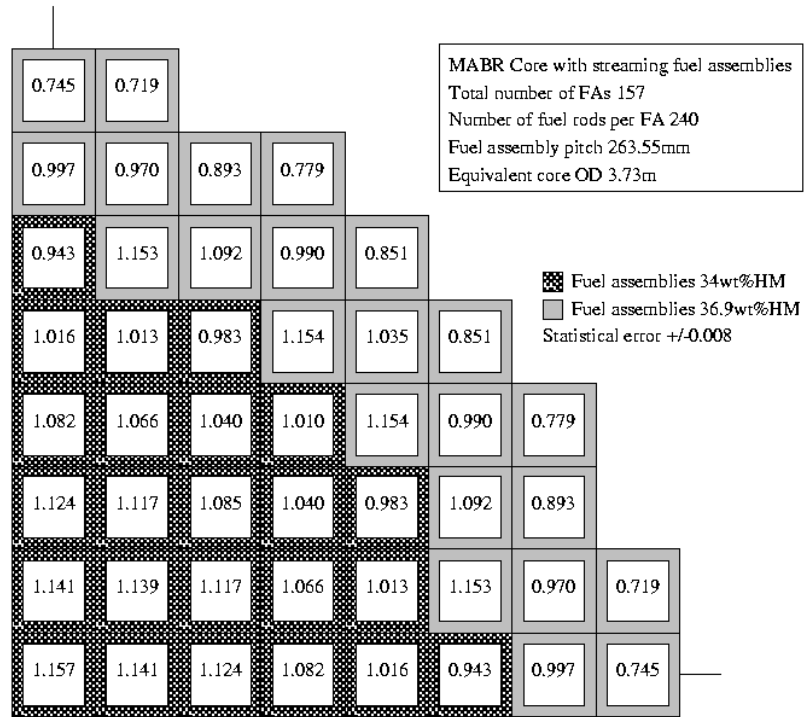 MABR Core with streaming fuel assemblies
Total number of FAs 157
Number of fuel rods per FA 240
Fuel assembly pitch 263.55mm
Equivalent core OD 3.73m
Fuel assemblies 34wt%HM
Fuel assemblies 36.9wt%HM
Statistical error +/-0.008
0.745 0.719
0.997 0.970 0.893 0.779
0.943 1.153 1.092 0.990 0.851
1.016 1.013 0.983 1.154 1.035 0.851
1.082 1.066 1.040 1.010 1.154 0.990 0.779
1.124 1.117 1.085 1.040 0.983 1.092 0.893
1.141 1.139 1.117 1.066 1.013 1.153 0.970 0.719
1.157 1.141 1.124 1.082 1.016 0.943 0.997 0.745